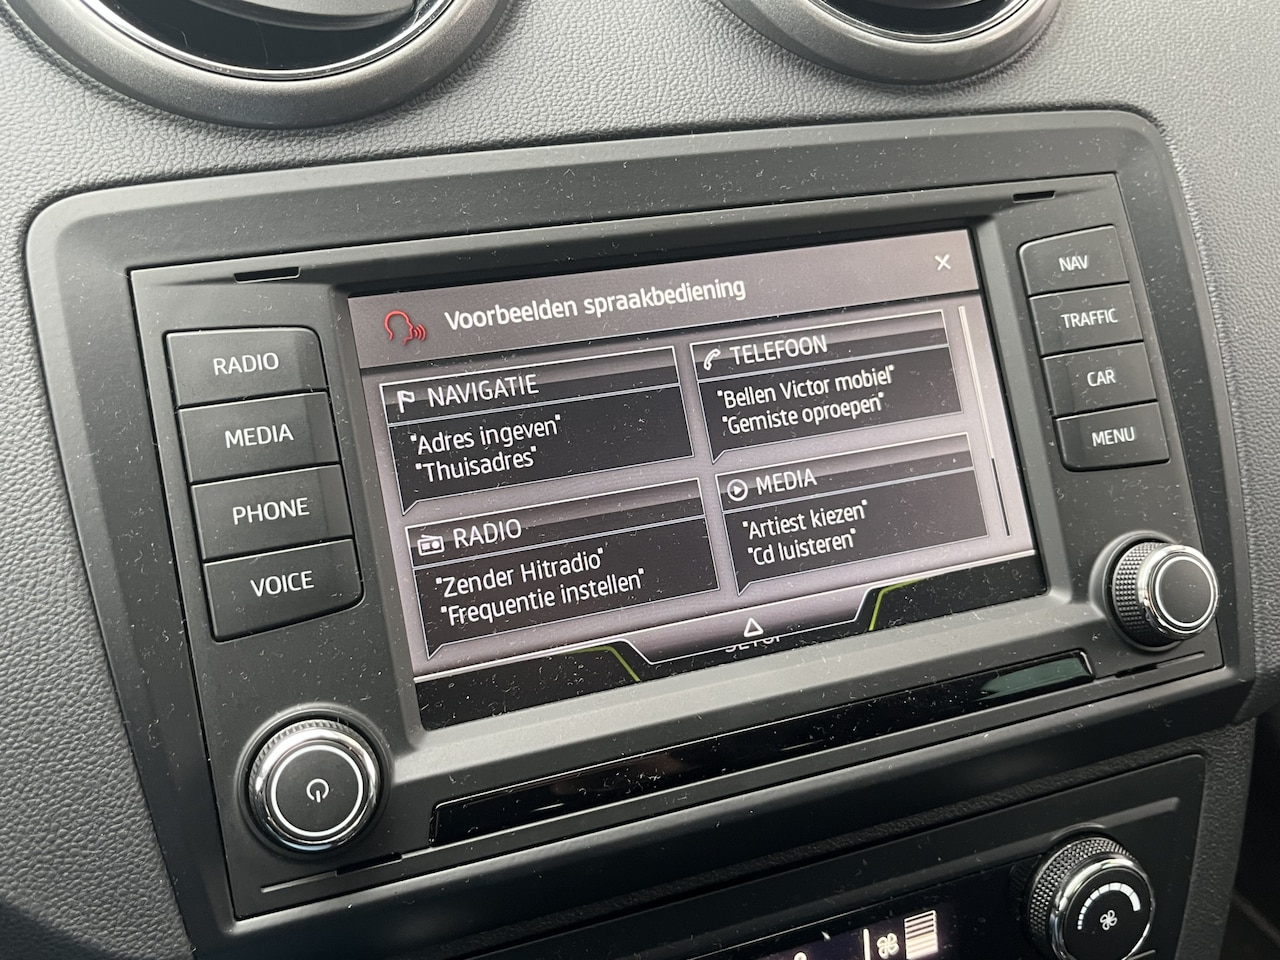 Voorbeelden spraakbediening
NAVIGATIE
"Adres ingeven"
"Thuisadres"
TELEFOON
"Bellen Victor mobiel"
"Gemiste oproepen"
RADIO
"Zender Hitradio"
"Frequentie instellen"
MEDIA
"Artiest kiezen"
"Cd luisteren"
RADIO
MEDIA
PHONE
VOICE
NAV
TRAFFIC
CAR
MENU